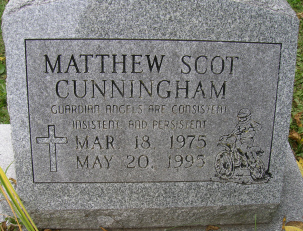 MATTHEW SCOT
CUNNINGHAM
GUARDIAN ANGELS ARE CONSISTENT
INSISTENT AND PERSISTENT
MAR. 18, 1975
MAY 20, 1995